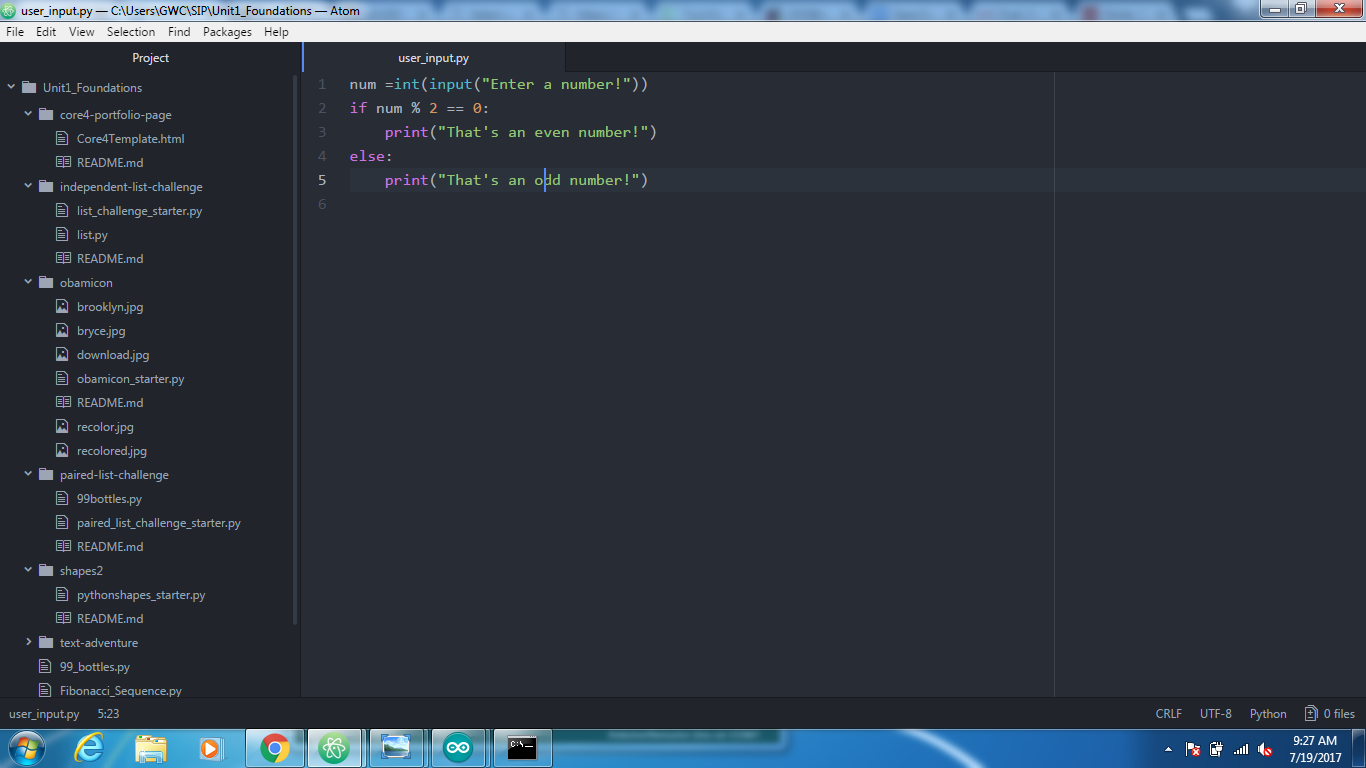 user_input.py — C:\Users\GWC\SIP\Unit1_Foundations — Atom
File Edit View Selection Find Packages Help
Project
Unit1_Foundations
core4-portfolio-page
Core4Template.html
README.md
independent-list-challenge
list_challenge_starter.py
list.py
README.md
obamicon
brooklyn.jpg
bryce.jpg
download.jpg
obamicon_starter.py
README.md
recolor.jpg
recolored.jpg
paired-list-challenge
99bottles.py
paired_list_challenge_starter.py
README.md
shapes2
pythonshapes_starter.py
README.md
text-adventure
99_bottles.py
Fibonacci_Sequence.py
user_input.py
1 num =int(input("Enter a number!"))
2 if num % 2 == 0:
3     print("That's an even number!")
4 else:
5     print("That's an odd number!")
6
user_input.py 5:23 CRLF UTF-8 Python 0 files
C:\
9:27 AM
7/19/2017